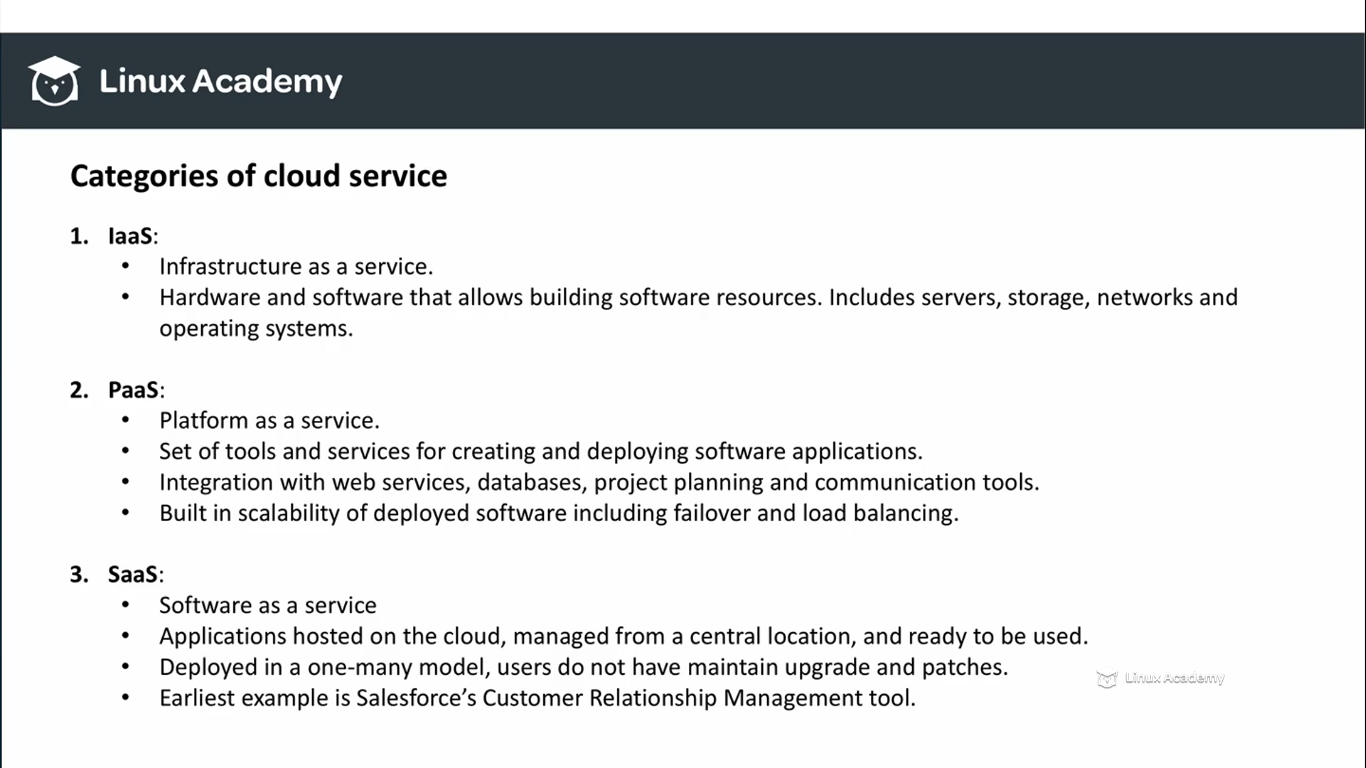 Linux Academy
Categories of cloud service
1. IaaS:
• Infrastructure as a service.
• Hardware and software that allows building software resources. Includes servers, storage, networks and
operating systems.
2. PaaS:
• Platform as a service.
• Set of tools and services for creating and deploying software applications.
• Integration with web services, databases, project planning and communication tools.
• Built in scalability of deployed software including failover and load balancing.
3. SaaS:
• Software as a service
• Applications hosted on the cloud, managed from a central location, and ready to be used.
• Deployed in a one-many model, users do not have maintain upgrade and patches.
• Earliest example is Salesforce’s Customer Relationship Management tool.
Linux Academy